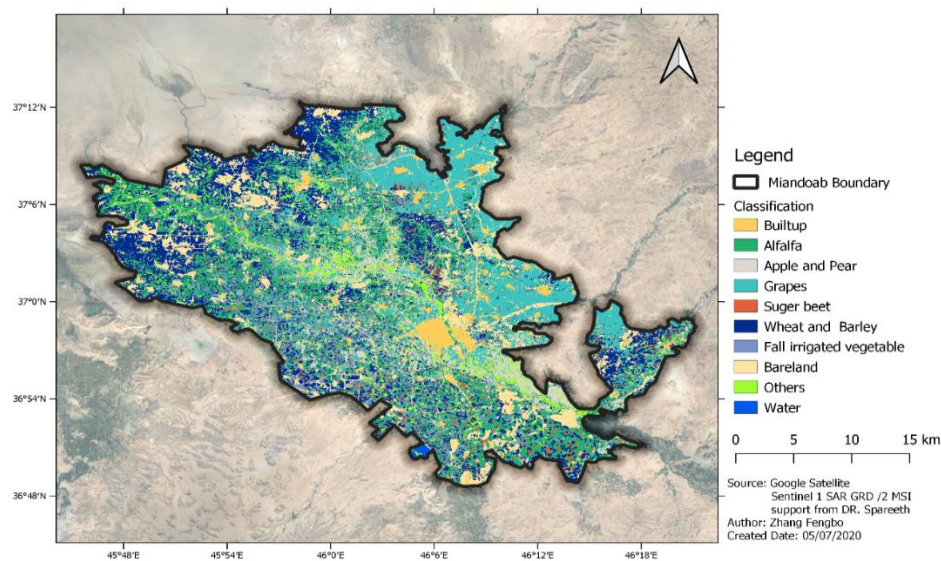 37°12'N
37°6'N
37°0'N
36°54'N
36°48'N
45°48'E
45°54'E
46°0'E
46°6'E
46°12'E
46°18'E
Legend
Miandoab Boundary
Classification
Builtup
Alfalfa
Apple and Pear
Grapes
Suger beet
Wheat and Barley
Fall irrigated vegetable
Bareland
Others
Water
0 5 10 15 km
Source: Google Satellite
Sentinel 1 SAR GRD /2 MSI
support from DR. Spareeth
Author: Zhang Fengbo
Created Date: 05/07/2020